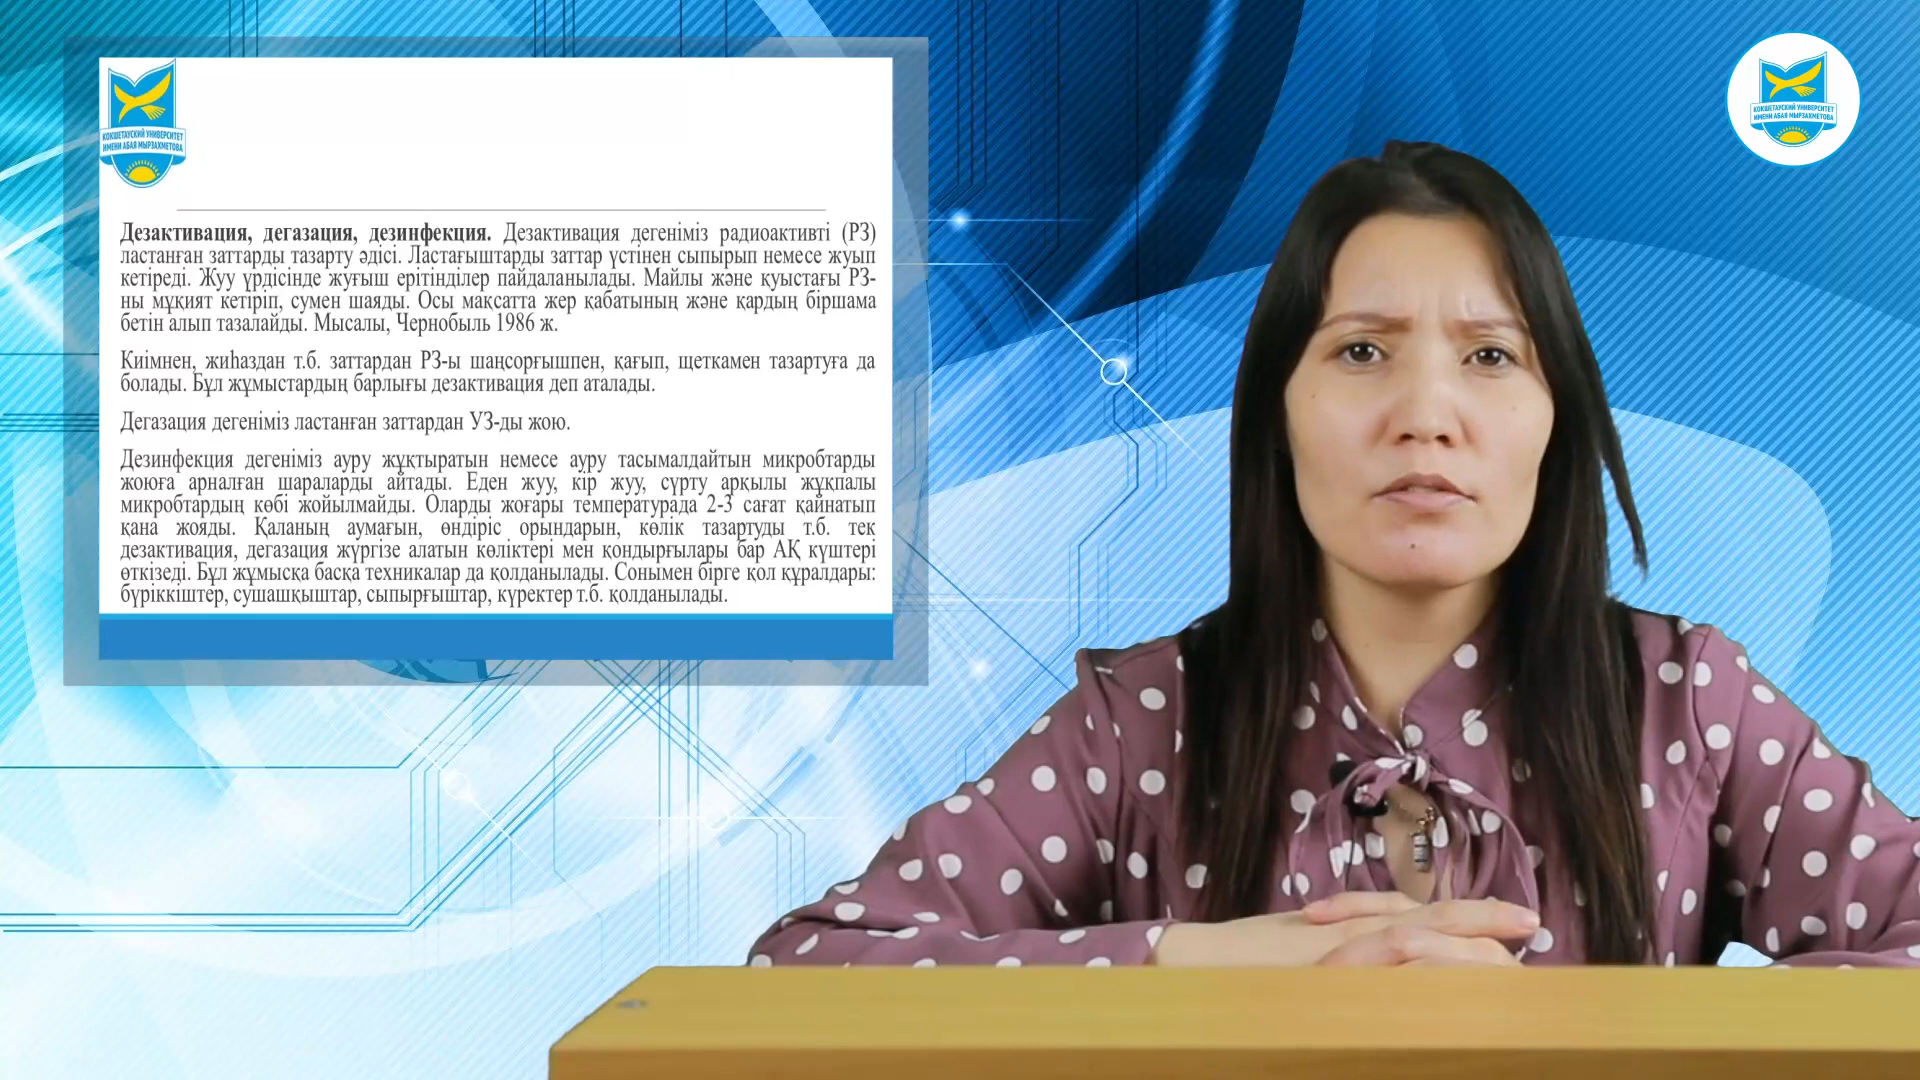 КОКШЕТАУСКИЙ УНИВЕРСИТЕТ
ИМЕНИ АБАЯ МЫРЗАХМЕТОВА
Дезактивация, дегазация, дезинфекция. Дезактивация дегеніміз радиоактивті (РЗ)
ластанған заттарды тазарту әдісі. Ластағыштарды заттар үстінен сыпырып немесе жуып
кетіреді. Жуу үрдісінде жуғыш ерітінділер пайдаланылады. Майлы және қуыстағы РЗ-
ны мұқият кетіріп, сумен шаяды. Осы мақсатта жер қабатының және қардың біршама
бетін алып тазалайды. Мысалы, Чернобыль 1986 ж.
Киімнен, жиһаздан т.б. заттардан РЗ-ы шаңсорғышпен, қағып, щеткамен тазартуға да
болады. Бұл жұмыстардың барлығы дезактивация деп аталады.
Дегазация дегеніміз ластанған заттардан УЗ-ды жою.
Дезинфекция дегеніміз ауру жұқтыратын немесе ауру тасымалдайтын микробтарды
жоюға арналған шараларды айтады. Еден жуу, кір жуу, сүрту арқылы жұқпалы
микробтардың көбі жойылмайды. Оларды жоғары температурада 2-3 сағат қайнатып
қана жояды. Қаланың аумағын, өндіріс орындарын, көлік тазартуды т.б. тек
дезактивация, дегазация жүргізе алатын көліктері мен қондырғылары бар АҚ күштері
өткізеді. Бұл жұмысқа басқа техникалар да қолданылады. Сонымен бірге қол құралдары:
бүріккіштер, сушашқыштар, сыпырғыштар, күректер т.б. қолданылады.
КОКШЕТАУСКИЙ УНИВЕРСИТЕТ
ИМЕНИ АБАЯ МЫРЗАХМЕТОВА